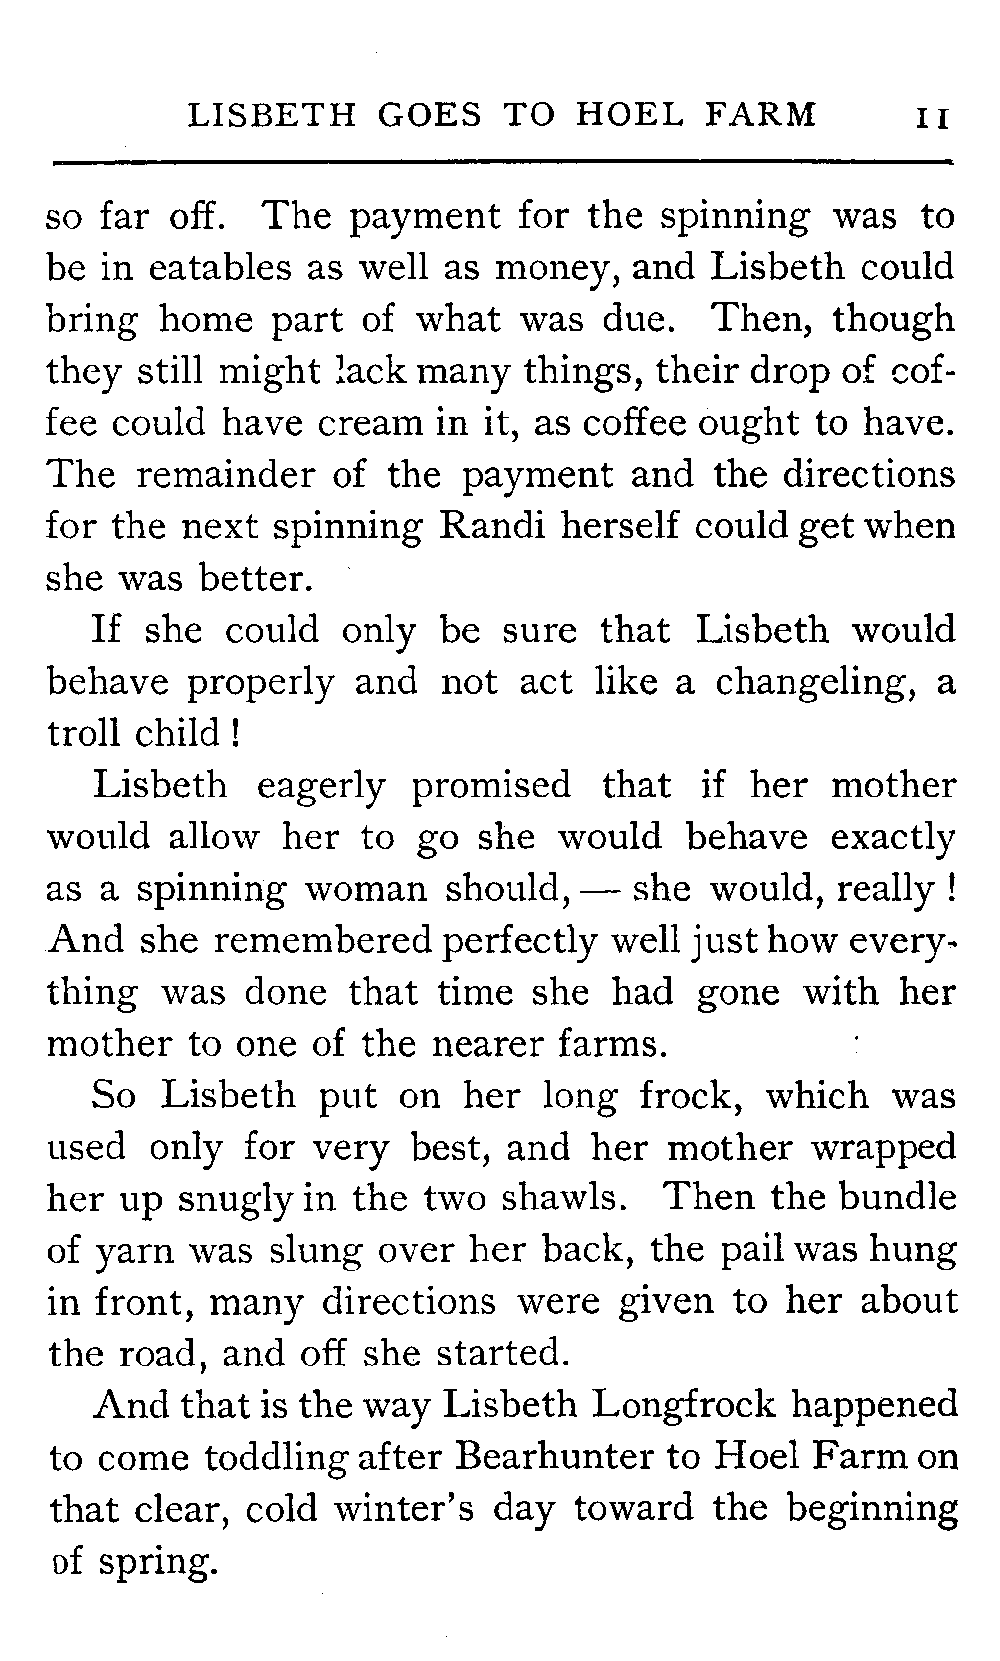 LISBETH GOES TO HOEL FARM 11
so far off. The payment for the spinning was to
be in eatables as well as money, and Lisbeth could
bring home part of what was due. Then, though
they still might lack many things, their drop of cof-
fee could have cream in it, as coffee ought to have.
The remainder of the payment and the directions
for the next spinning Randi herself could get when
she was better.
If she could only be sure that Lisbeth would
behave properly and not act like a changeling, a
troll child!
Lisbeth eagerly promised that if her mother
would allow her to go she would behave exactly
as a spinning woman should, — she would, really!
And she remembered perfectly well just how every-
thing was done that time she had gone with her
mother to one of the nearer farms.
So Lisbeth put on her long frock, which was
used only for very best, and her mother wrapped
her up snugly in the two shawls. Then the bundle
of yarn was slung over her back, the pail was hung
in front, many directions were given to her about
the road, and off she started.
And that is the way Lisbeth Longfrock happened
to come toddling after Bearhunter to Hoel Farm on
that clear, cold winter's day toward the beginning
of spring.